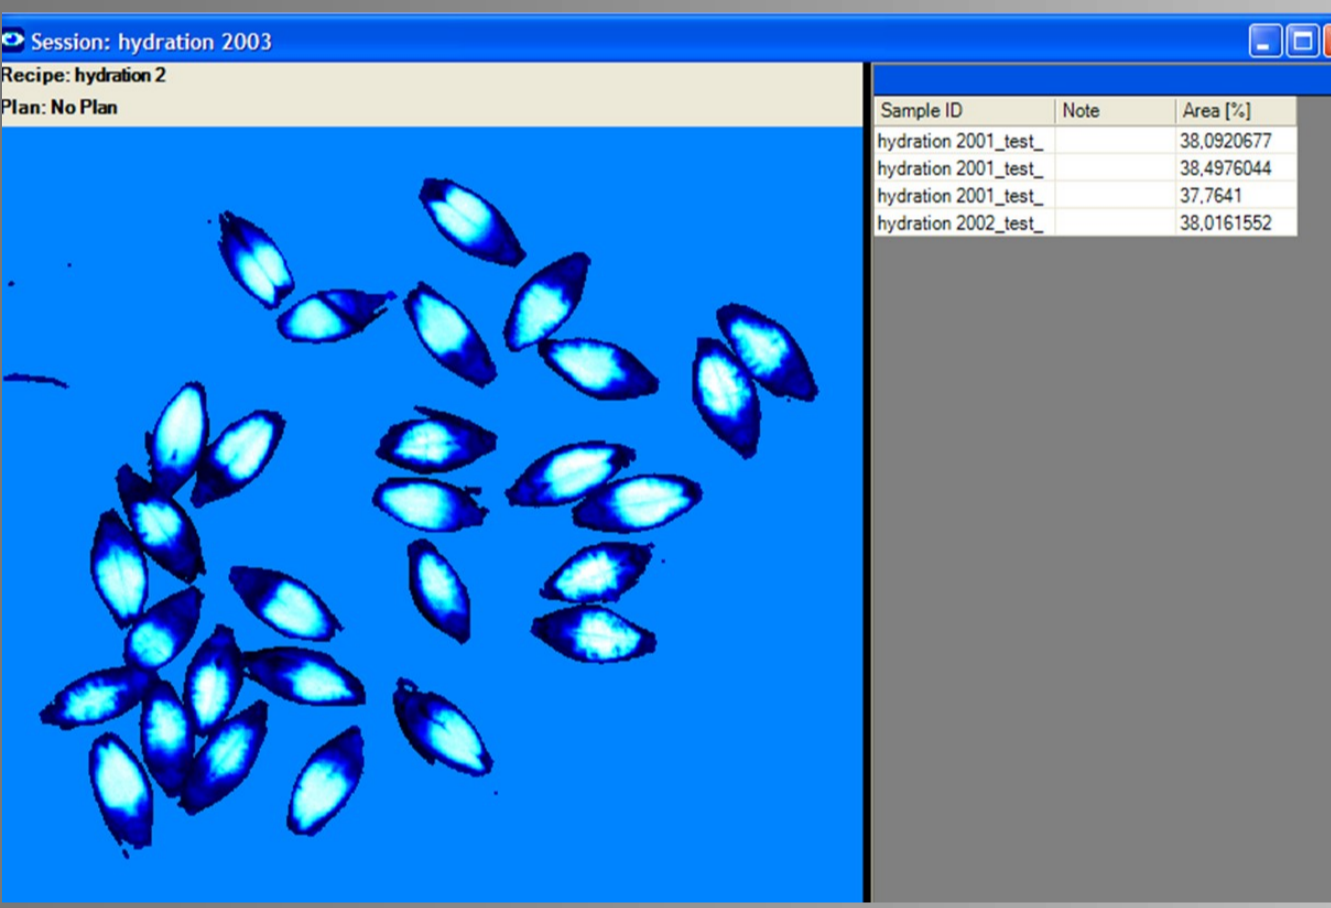 Session: hydration 2003
Recipe: hydration 2
Plan: No Plan
Sample ID Note Area [%]
hydration 2001_test_ 38,0920677
hydration 2001_test_ 38,4976044
hydration 2001_test_ 37,7641
hydration 2002_test_ 38,0161552